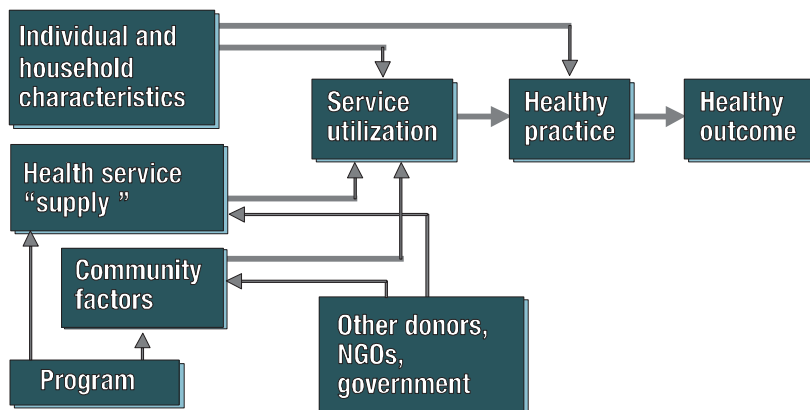 Individual and
household
characteristics
Service
utilization
Healthy
practice
Healthy
outcome
Health service
“supply ”
Community
factors
Other donors,
NGOs,
government
Program